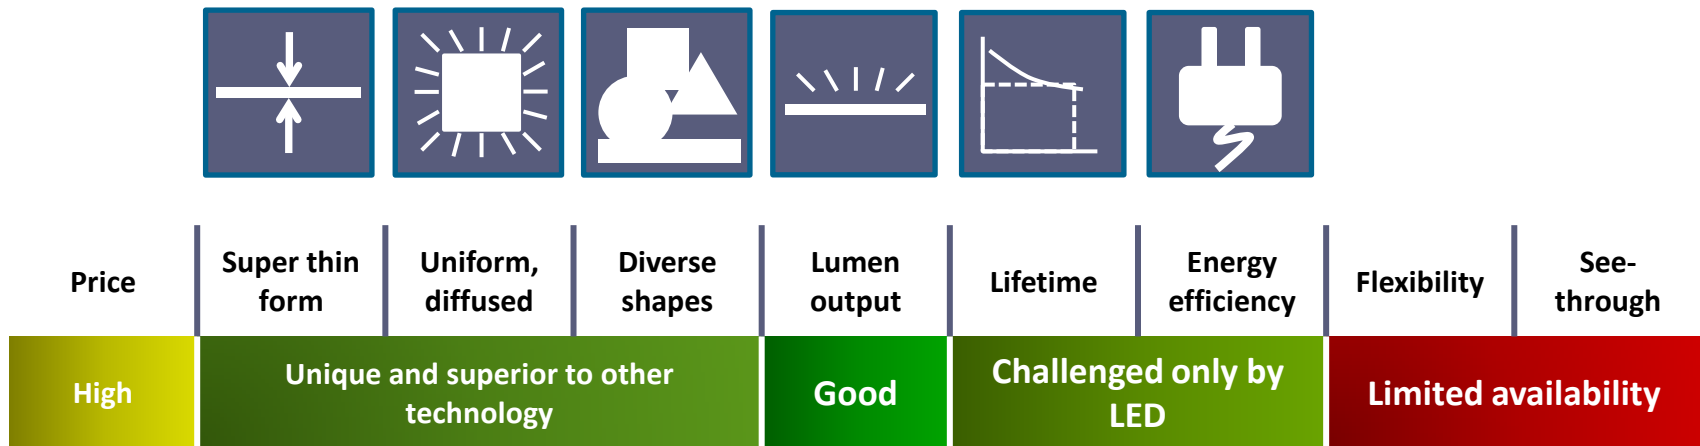 Price
Super thin
form
Uniform,
diffused
Diverse
shapes
Lumen
output
Lifetime
Energy
efficiency
Flexibility
See-
through
High
Unique and superior to other
technology
Good
Challenged only by
LED
Limited availability